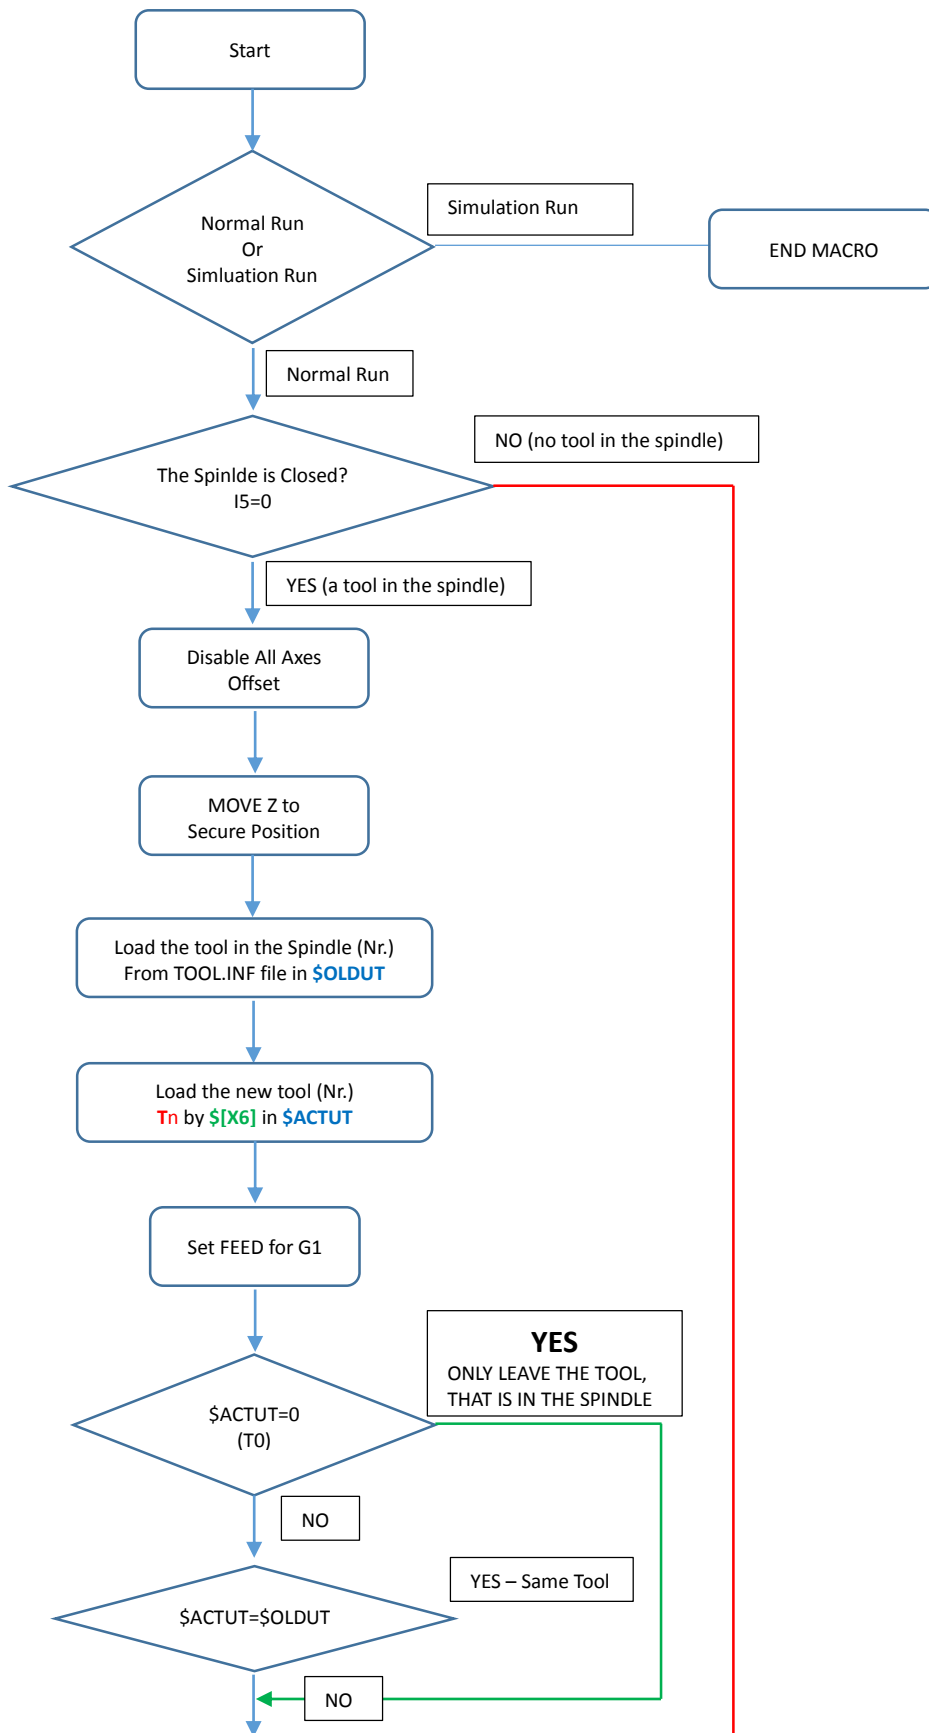 Start
Normal Run
Or
Simluation Run
Simulation Run
END MACRO
Normal Run
The Spinlde is Closed?
I5=0
NO (no tool in the spindle)
YES (a tool in the spindle)
Disable All Axes
Offset
MOVE Z to
Secure Position
Load the tool in the Spindle (Nr.)
From TOOL.INF file in $OLDUT
Load the new tool (Nr.)
Tn by $[X6] in $ACTUT
Set FEED for G1
YES
ONLY LEAVE THE TOOL,
THAT IS IN THE SPINDLE
$ACTUT=0
(T0)
NO
YES – Same Tool
$ACTUT=$OLDUT
NO